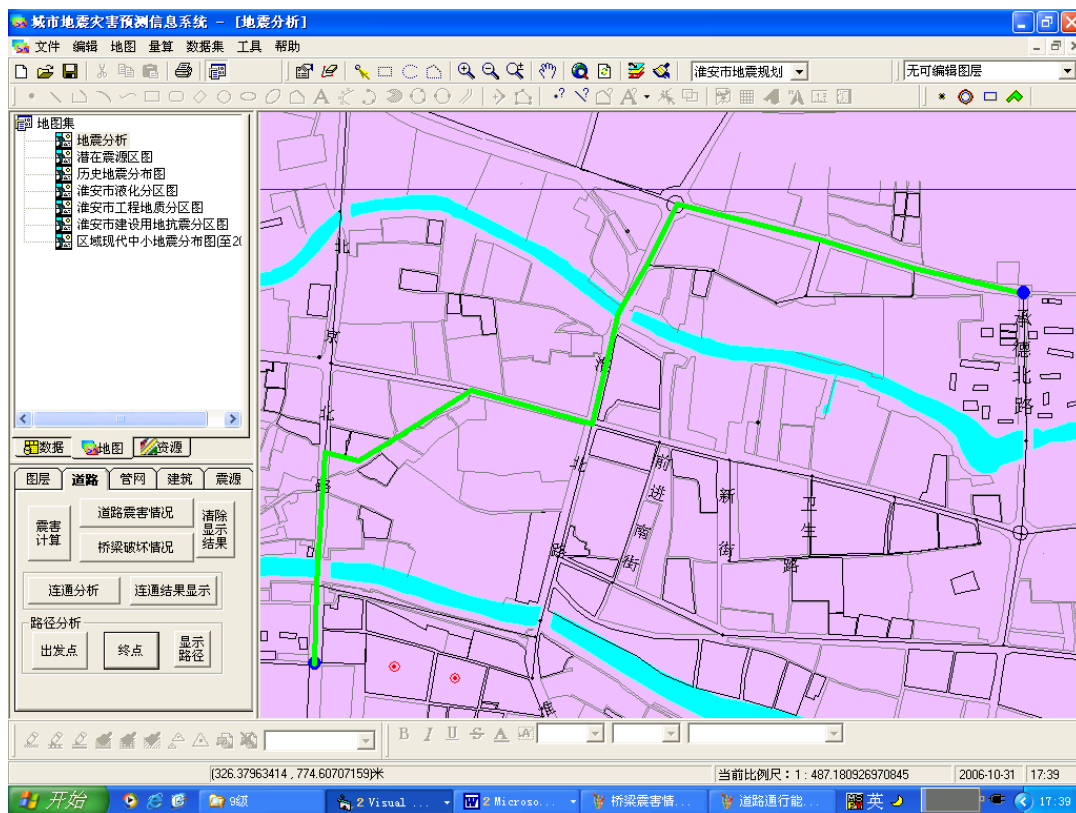 城市地震灾害预测信息系统 - [地震分析]
文件 编辑 地图 量算 数据集 工具 帮助
淮安市地震规划 无可编辑图层
地图集
地震分析
潜在震源区图
历史地震分布图
淮安市液化分区图
淮安市工程地质分区图
淮安市建设用地抗震分区图
区域现代中小地震分布图(至20
数据 地图 资源
图层 道路 管网 建筑 震源
震害计算 道路震害情况 清除显示结果
桥梁破坏情况
连通分析 连通结果显示
路径分析
出发点 终点 显示路径
北京北路
淮北路
承德北路
前进南街
新街
卫生路
淮
B I U S A
(326.37963414 , 774.60707159)米 当前比例尺：1 : 487.180926970845 2006-10-31 17:39
开始 9级 2 Visual ... 2 Microso... 桥梁震害情... 道路通行能... 英 17:39